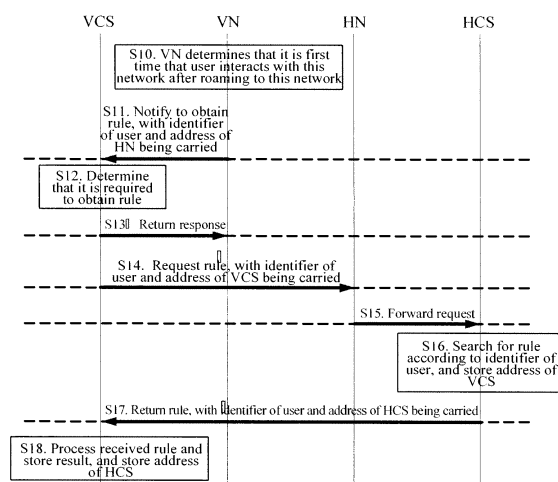 VCS VN HN HCS
S10. VN determines that it is first
time that user interacts with this
network after roaming to this network
S11. Notify to obtain
rule, with identifier
of user and address of
HN being carried
S12. Determine
that it is required
to obtain rule
S13▯ Return response
S14. Request rule, with identifier of
user and address of VCS being carried
S15. Forward request
S16. Search for rule
according to identifier of
user, and store address of
VCS
S17. Return rule, with identifier of user and address of HCS being carried
S18. Process received rule and
store result, and store address
of HCS